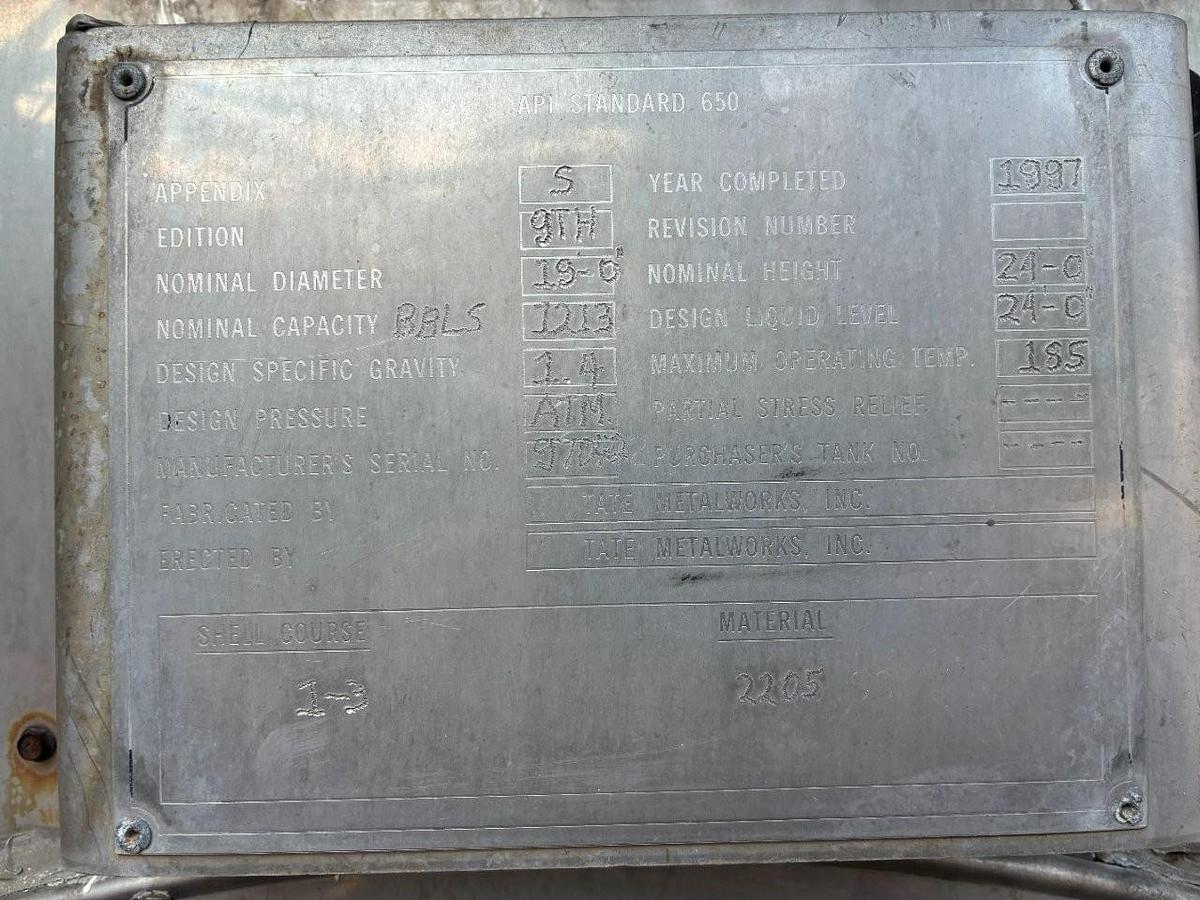 API STANDARD 650
APPENDIX S YEAR COMPLETED 1997
EDITION 9TH REVISION NUMBER
NOMINAL DIAMETER 19'-0" NOMINAL HEIGHT 24'-0"
NOMINAL CAPACITY BBLS 1213 DESIGN LIQUID LEVEL 24'-0"
DESIGN SPECIFIC GRAVITY 1.4 MAXIMUM OPERATING TEMP. 185
DESIGN PRESSURE ATM. PARTIAL STRESS RELIEF ----
MANUFACTURER'S SERIAL NO. PURCHASER'S TANK NO. ----
FABRICATED BY TATE METALWORKS, INC.
ERECTED BY TATE METALWORKS, INC.
SHELL COURSE MATERIAL
1-3 2205